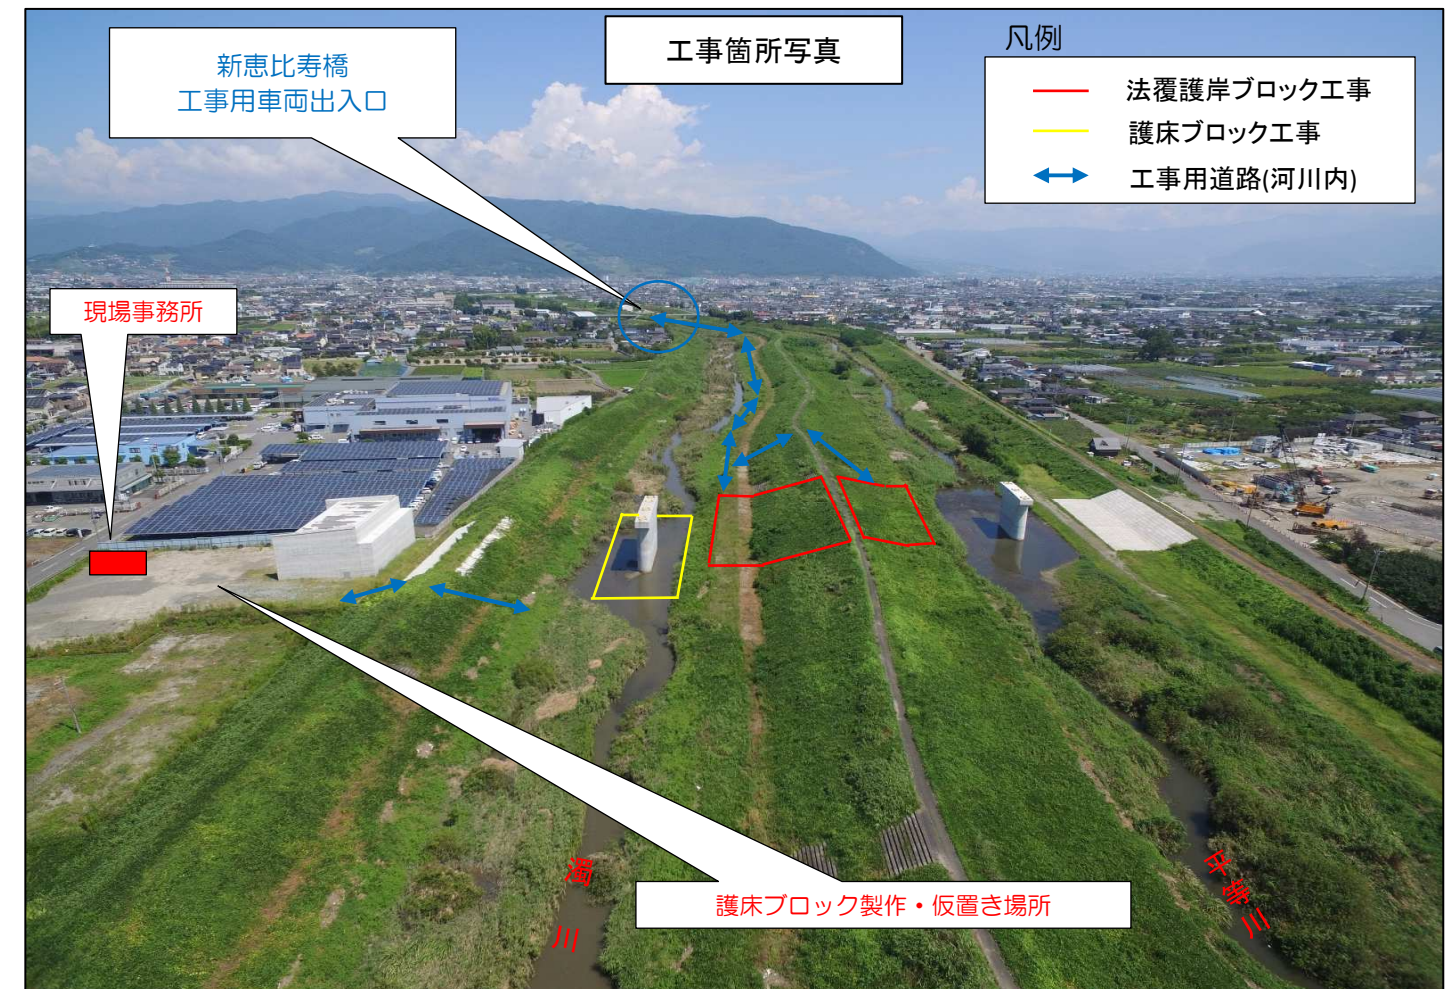 工事箇所写真
凡例
法覆護岸ブロック工事
護床ブロック工事
工事用道路(河川内)
新恵比寿橋
工事用車両出入口
現場事務所
護床ブロック製作・仮置き場所
濁川
平等川